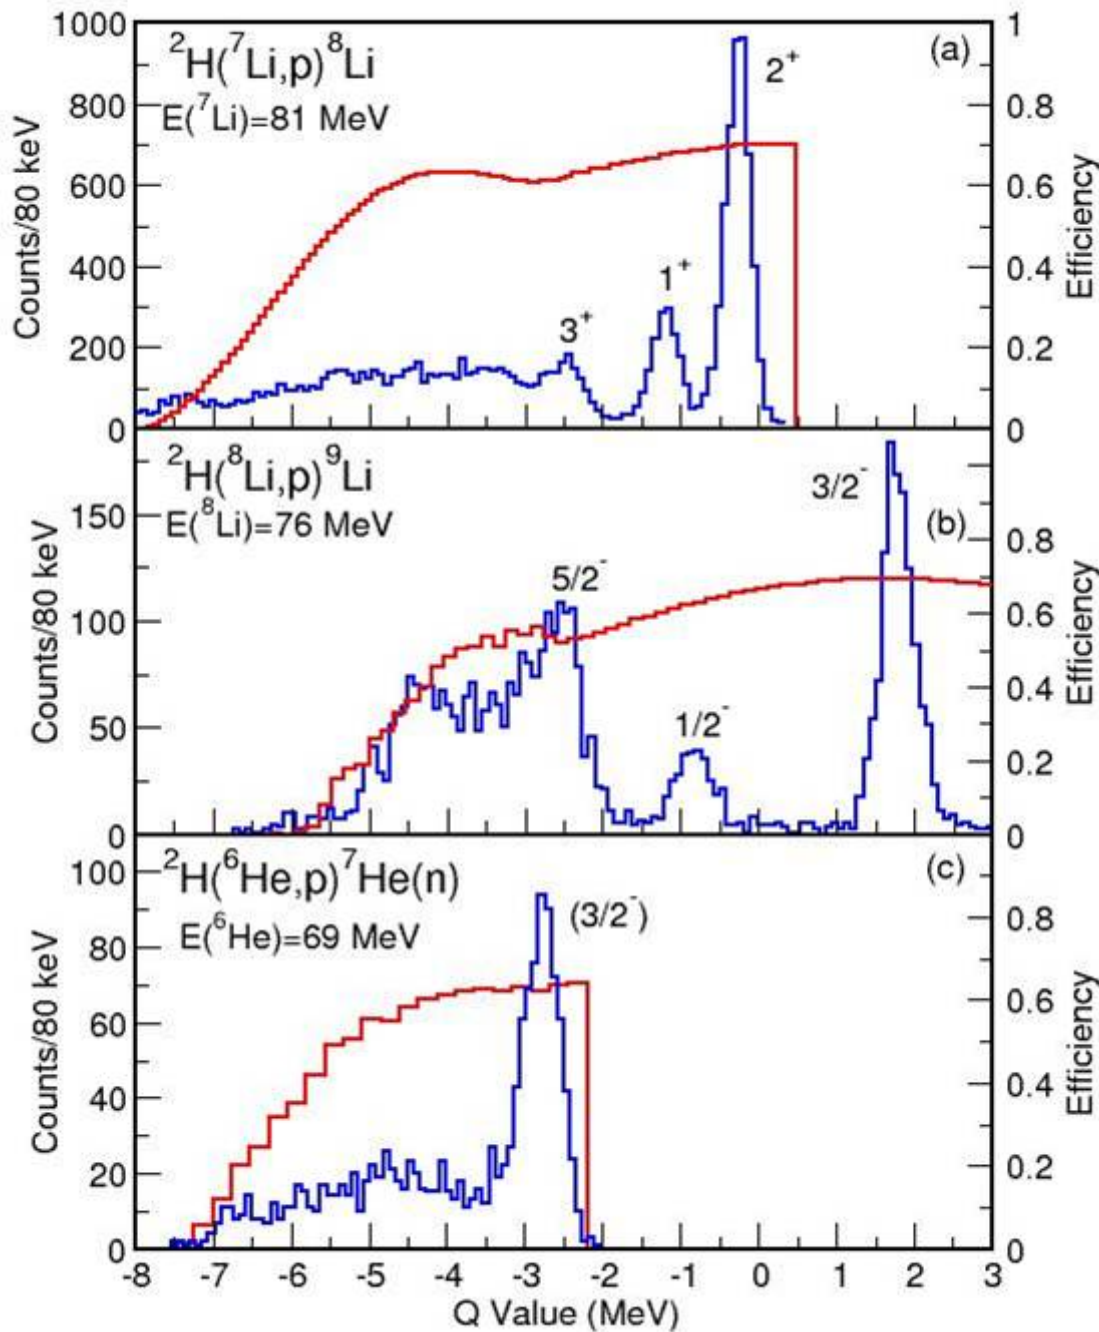 1000
800
600
400
200
0
Counts/80 keV
²H(⁷Li,p)⁸Li
E(⁷Li)=81 MeV
3⁺
1⁺
2⁺
(a)
1
0.8
0.6
0.4
0.2
0
Efficiency
150
100
50
0
Counts/80 keV
²H(⁸Li,p)⁹Li
E(⁸Li)=76 MeV
5/2⁻
1/2⁻
3/2⁻
(b)
0.8
0.6
0.4
0.2
0
Efficiency
100
80
60
40
20
0
Counts/80 keV
²H(⁶He,p)⁷He(n)
E(⁶He)=69 MeV
(3/2⁻)
(c)
0.8
0.6
0.4
0.2
0
Efficiency
-8 -7 -6 -5 -4 -3 -2 -1 0 1 2 3
Q Value (MeV)